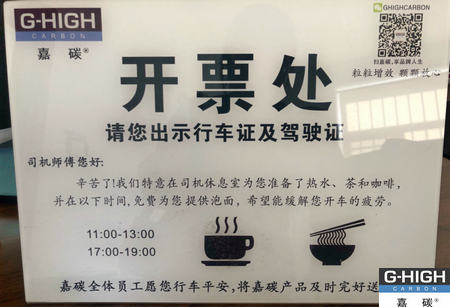 G-HIGH
CARBON
嘉碳®
GHIGHCARBON
扫嘉碳,享品牌人生
粒粒增效 颗颗放心
开票处
请您出示行车证及驾驶证
司机师傅您好:
辛苦了!我们特意在司机休息室为您准备了热水、茶和咖啡,
并在以下时间,免费为您提供泡面,希望能缓解您开车的疲劳。
11:00-13:00
17:00-19:00
嘉碳全体员工愿您行车平安,将嘉碳产品及时完好送
G-HIGH
CARBON
嘉 碳®